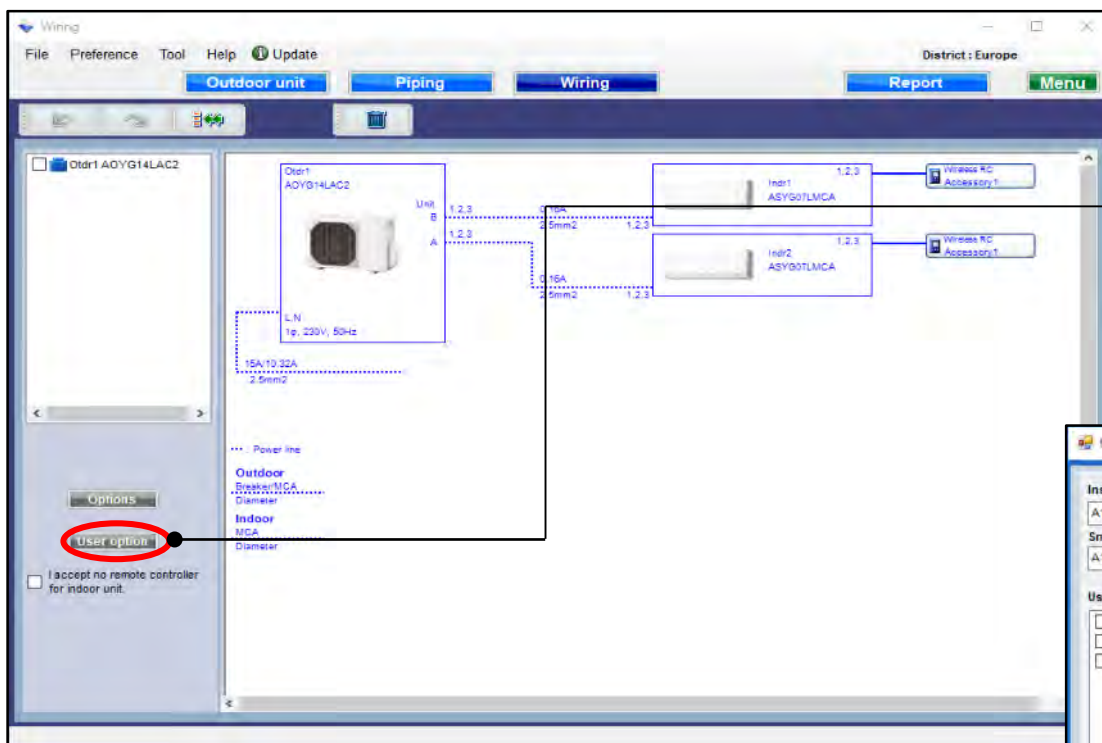 Wiring
File Preference Tool Help Update
District : Europe
Outdoor unit Piping Wiring Report Menu
Otdr1 AOYG14LAC2
Otdr1
AOYG14LAC2
Unit
B
A
1,2,3
1,2,3
L,N
1φ, 230V, 50Hz
15A/10.32A
2.5mm2
0.16A
2.5mm2 1,2,3
0.16A
2.5mm2 1,2,3
1,2,3
Indr1
ASYG07LMCA
1,2,3
Indr2
ASYG07LMCA
Wireless RC
Accessory1
Wireless RC
Accessory1
... : Power line
Outdoor
Breaker/MCA
Diameter
Indoor
MCA
Diameter
Options
User option
I accept no remote controller
for indoor unit.